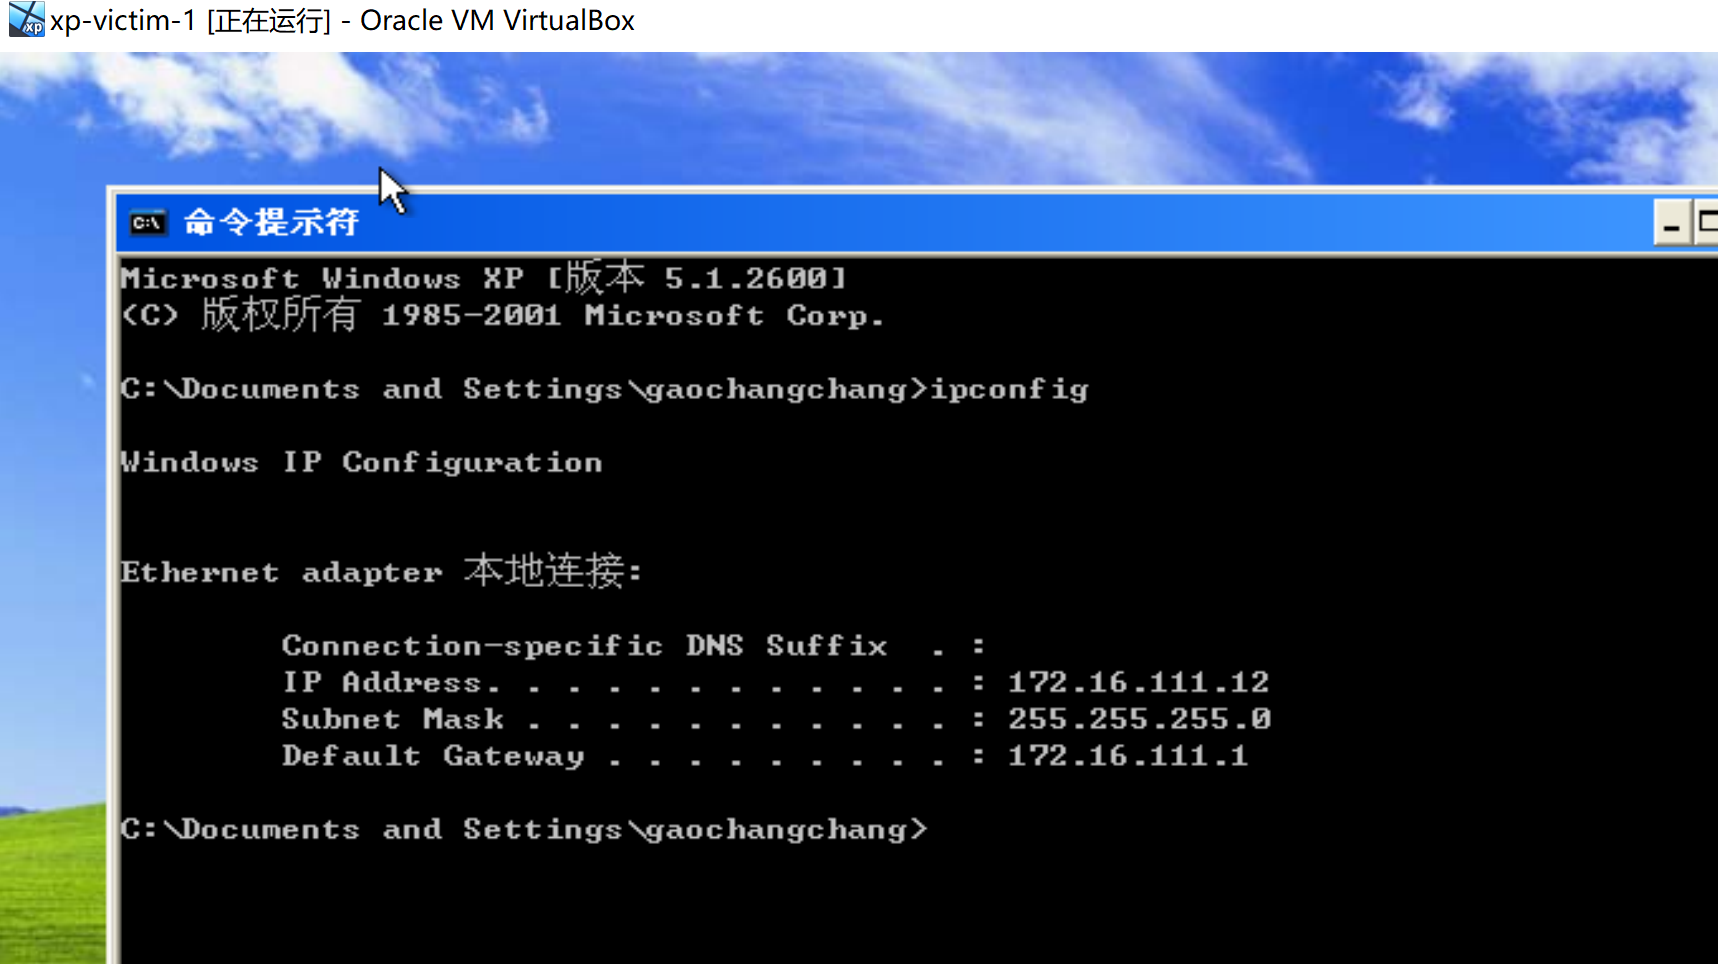 xp-victim-1 [正在运行] - Oracle VM VirtualBox
命令提示符
Microsoft Windows XP [版本 5.1.2600]
(C) 版权所有 1985-2001 Microsoft Corp.
C:\Documents and Settings\gaochangchang>ipconfig
Windows IP Configuration
Ethernet adapter 本地连接:
Connection-specific DNS Suffix  . :
IP Address. . . . . . . . . . . . : 172.16.111.12
Subnet Mask . . . . . . . . . . . : 255.255.255.0
Default Gateway . . . . . . . . . : 172.16.111.1
C:\Documents and Settings\gaochangchang>